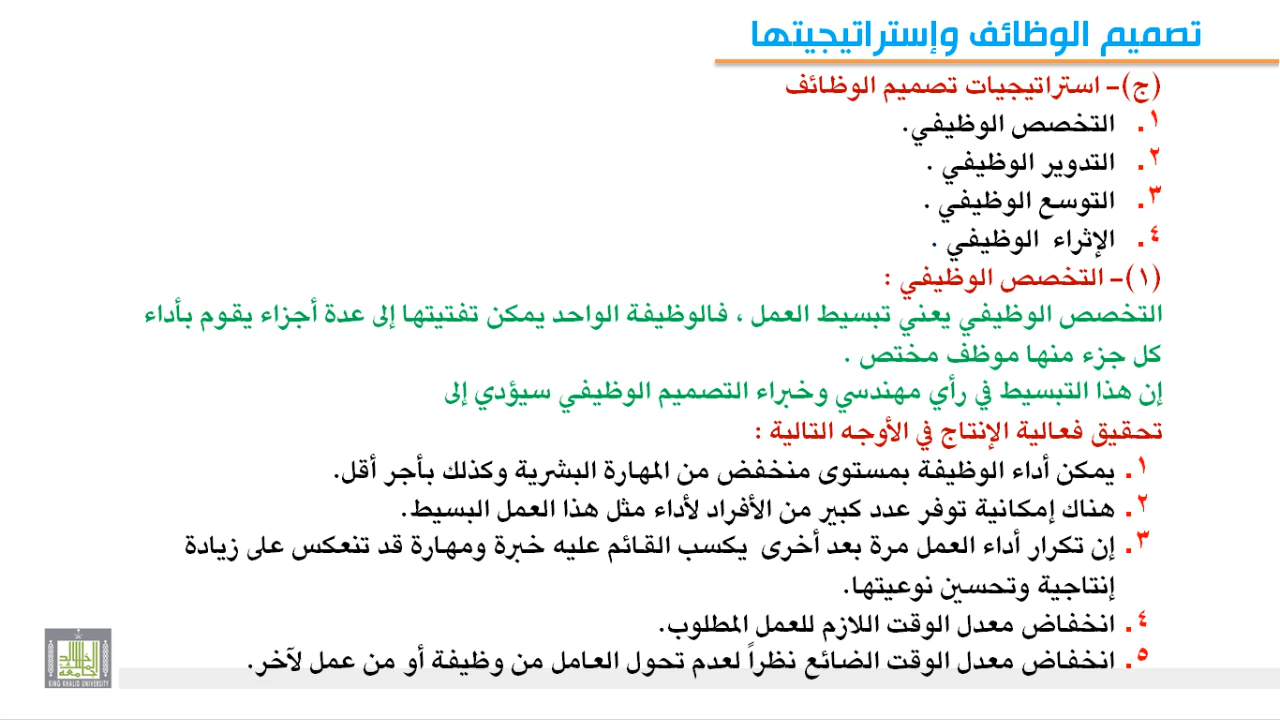 تصميم الوظائف وإستراتيجيتها
(ج)- استراتيجيات تصميم الوظائف
١. التخصص الوظيفي.
٢. التدوير الوظيفي .
٣. التوسع الوظيفي .
٤. الإثراء الوظيفي .
(١)- التخصص الوظيفي :
التخصص الوظيفي يعني تبسيط العمل ، فالوظيفة الواحد يمكن تفتيتها إلى عدة أجزاء يقوم بأداء
كل جزء منها موظف مختص .
إن هذا التبسيط في رأي مهندسي وخبراء التصميم الوظيفي سيؤدي إلى
تحقيق فعالية الإنتاج في الأوجه التالية :
١. يمكن أداء الوظيفة بمستوى منخفض من المهارة البشرية وكذلك بأجر أقل.
٢. هناك إمكانية توفر عدد كبير من الأفراد لأداء مثل هذا العمل البسيط.
٣. إن تكرار أداء العمل مرة بعد أخرى يكسب القائم عليه خبرة ومهارة قد تنعكس على زيادة
إنتاجية وتحسين نوعيتها.
٤. انخفاض معدل الوقت اللازم للعمل المطلوب.
٥. انخفاض معدل الوقت الضائع نظراً لعدم تحول العامل من وظيفة أو من عمل لآخر.
جامعة الملك خالد
KING KHALID UNIVERSITY